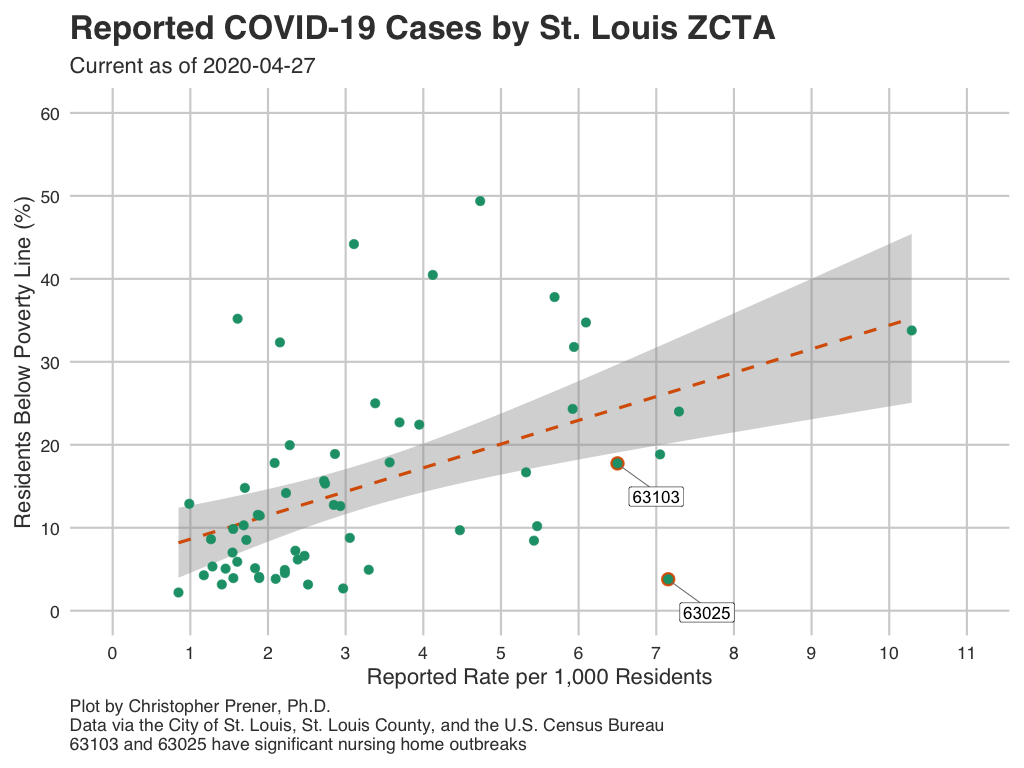 Reported COVID-19 Cases by St. Louis ZCTA
Current as of 2020-04-27
60
50
40
30
20
10
0
Residents Below Poverty Line (%)
63103
63025
0 1 2 3 4 5 6 7 8 9 10 11
Reported Rate per 1,000 Residents
Plot by Christopher Prener, Ph.D.
Data via the City of St. Louis, St. Louis County, and the U.S. Census Bureau
63103 and 63025 have significant nursing home outbreaks